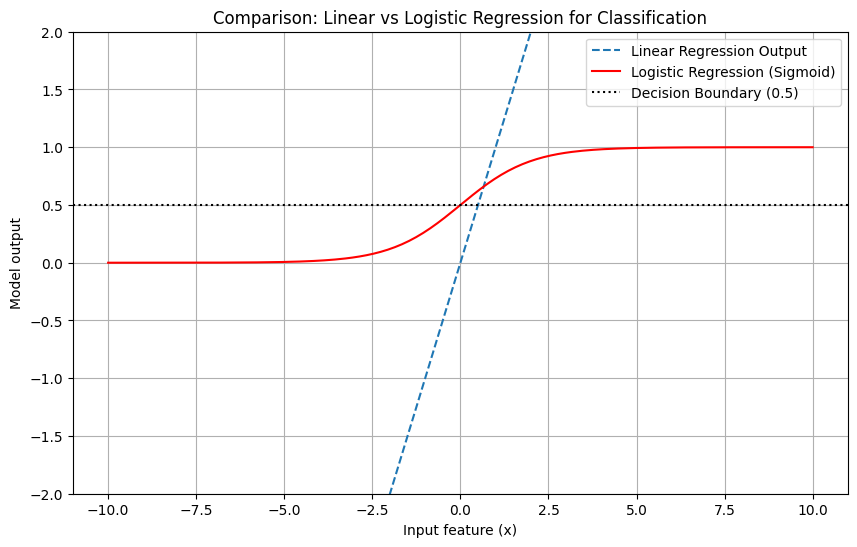 Comparison: Linear vs Logistic Regression for Classification
Linear Regression Output
Logistic Regression (Sigmoid)
Decision Boundary (0.5)
Model output
2.0
1.5
1.0
0.5
0.0
−0.5
−1.0
−1.5
−2.0
−10.0 −7.5 −5.0 −2.5 0.0 2.5 5.0 7.5 10.0
Input feature (x)